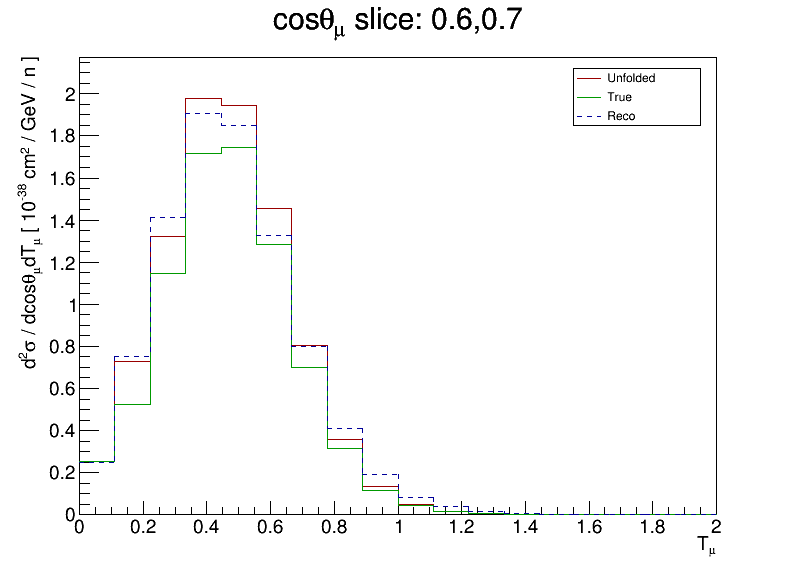 cosθμ slice: 0.6,0.7
d²σ / dcosθμdTμ [ 10⁻³⁸ cm² / GeV / n ]
2
1.8
1.6
1.4
1.2
1
0.8
0.6
0.4
0.2
0
Unfolded
True
Reco
0 0.2 0.4 0.6 0.8 1 1.2 1.4 1.6 1.8 2
Tμ